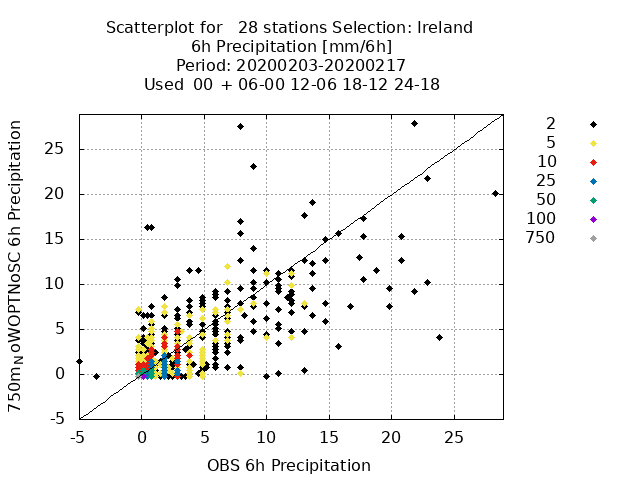 Scatterplot for 28 stations Selection: Ireland
6h Precipitation [mm/6h]
Period: 20200203-20200217
Used 00 + 06-00 12-06 18-12 24-18
750mNoWOPTNoSC 6h Precipitation
25
20
15
10
5
0
-5
-5 0 5 10 15 20 25
OBS 6h Precipitation
2
5
10
25
50
100
750